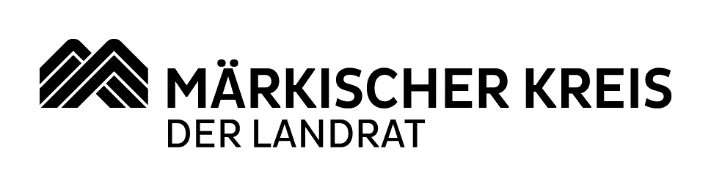 MÄRKISCHER KREIS
DER LANDRAT